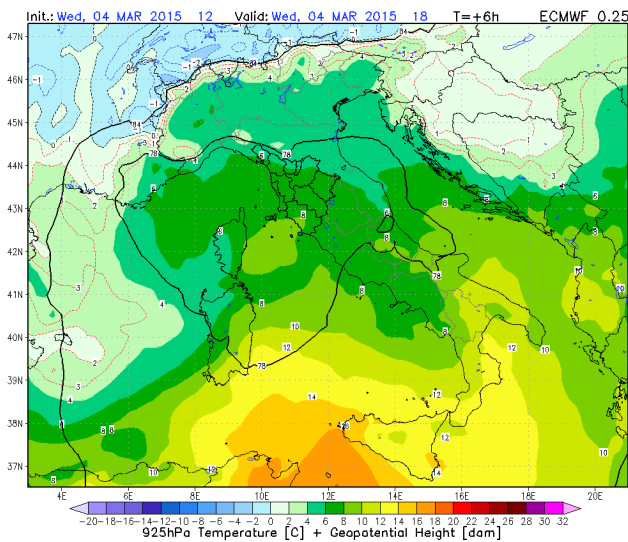 Init.: Wed, 04 MAR 2015 12 Valid: Wed, 04 MAR 2015 18 T=+6h ECMWF 0.25
47N
46N
45N
44N
43N
42N
41N
40N
39N
38N
37N
4E 6E 8E 10E 12E 14E 16E 18E 20E
-20 -18 -16 -14 -12 -10 -8 -6 -4 -2 0 2 4 6 8 10 12 14 16 18 20 22 24 26 28 30 32
925hPa Temperature [C] + Geopotential Height [dam]